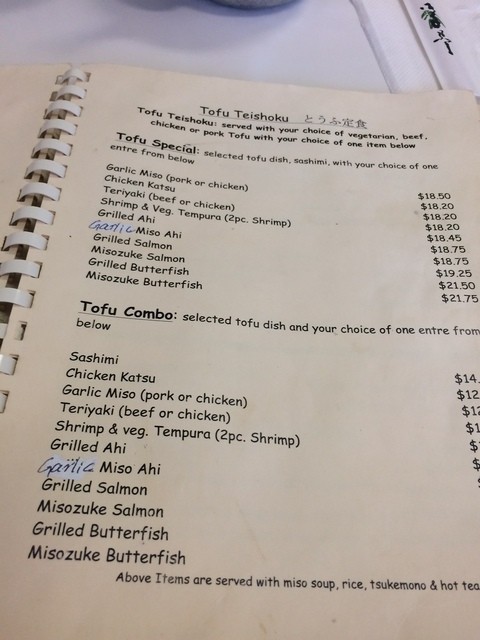 Tofu Teishoku とうふ定食
Tofu Teishoku: served with your choice of vegetarian, beef,
chicken or pork Tofu with your choice of one item below
Tofu Special: selected tofu dish, sashimi, with your choice of one
entre from below
Garlic Miso (pork or chicken) $18.50
Chicken Katsu $18.20
Teriyaki (beef or chicken) $18.20
Shrimp & Veg. Tempura (2pc. Shrimp) $18.20
Grilled Ahi $18.45
Garlic Miso Ahi $18.75
Grilled Salmon $18.75
Misozuke Salmon $19.25
Grilled Butterfish $21.50
Misozuke Butterfish $21.75
Tofu Combo: selected tofu dish and your choice of one entre from
below
Sashimi $14.
Chicken Katsu $12
Garlic Miso (pork or chicken) $12
Teriyaki (beef or chicken) $1
Shrimp & veg. Tempura (2pc. Shrimp) $
Grilled Ahi $
Garlic Miso Ahi
Grilled Salmon
Misozuke Salmon
Grilled Butterfish
Misozuke Butterfish
Above Items are served with miso soup, rice, tsukemono & hot tea